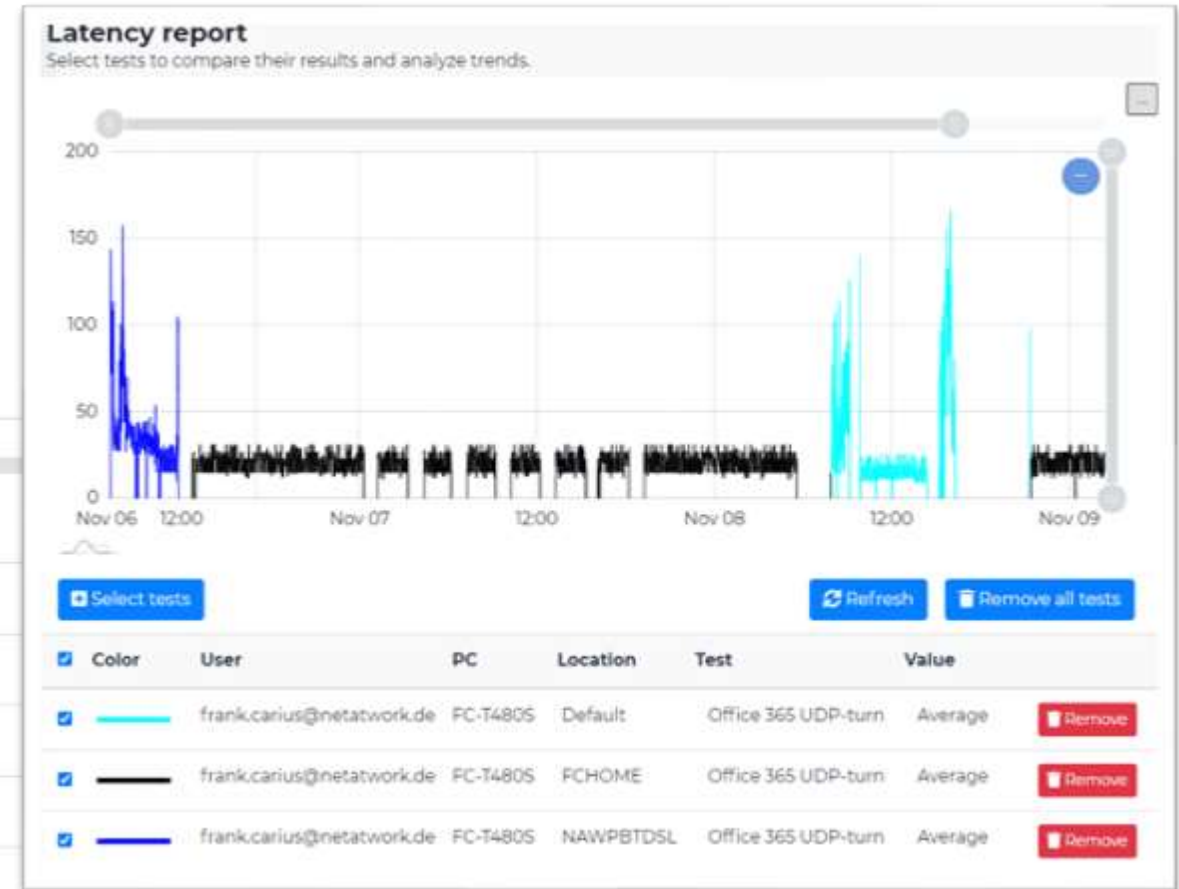 Latency report
Select tests to compare their results and analyze trends.
...
200
150
100
50
0
Nov 06 12:00 Nov 07 12:00 Nov 08 12:00 Nov 09
Select tests Refresh Remove all tests
Color User PC Location Test Value
frank.carius@netatwork.de FC-T480S Default Office 365 UDP-turn Average Remove
frank.carius@netatwork.de FC-T480S FCHOME Office 365 UDP-turn Average Remove
frank.carius@netatwork.de FC-T480S NAWPBTDSL Office 365 UDP-turn Average Remove